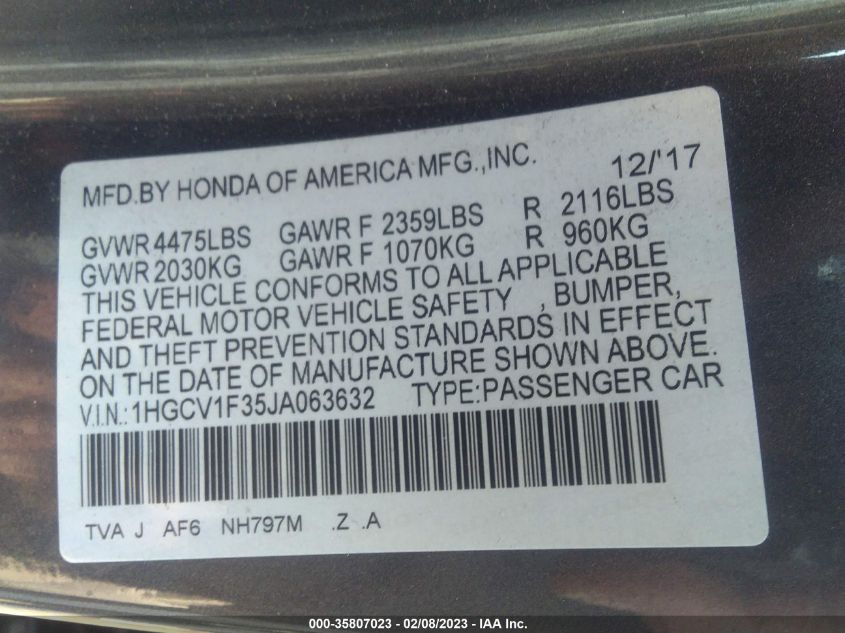 MFD.BY HONDA OF AMERICA MFG.,INC. 12/'17
GVWR 4475LBS GAWR F 2359LBS R 2116LBS
GVWR 2030KG GAWR F 1070KG R 960KG
THIS VEHICLE CONFORMS TO ALL APPLICABLE
FEDERAL MOTOR VEHICLE SAFETY , BUMPER,
AND THEFT PREVENTION STANDARDS IN EFFECT
ON THE DATE OF MANUFACTURE SHOWN ABOVE.
V.I.N.:1HGCV1F35JA063632 TYPE:PASSENGER CAR
TVA J AF6 NH797M .Z .A
000-35807023 - 02/08/2023 - IAA Inc.